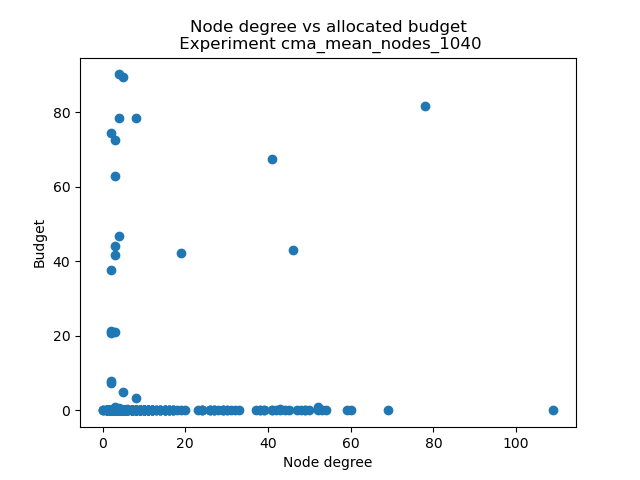 Node degree vs allocated budget
Experiment cma_mean_nodes_1040
Budget
80
60
40
20
0
0 20 40 60 80 100
Node degree